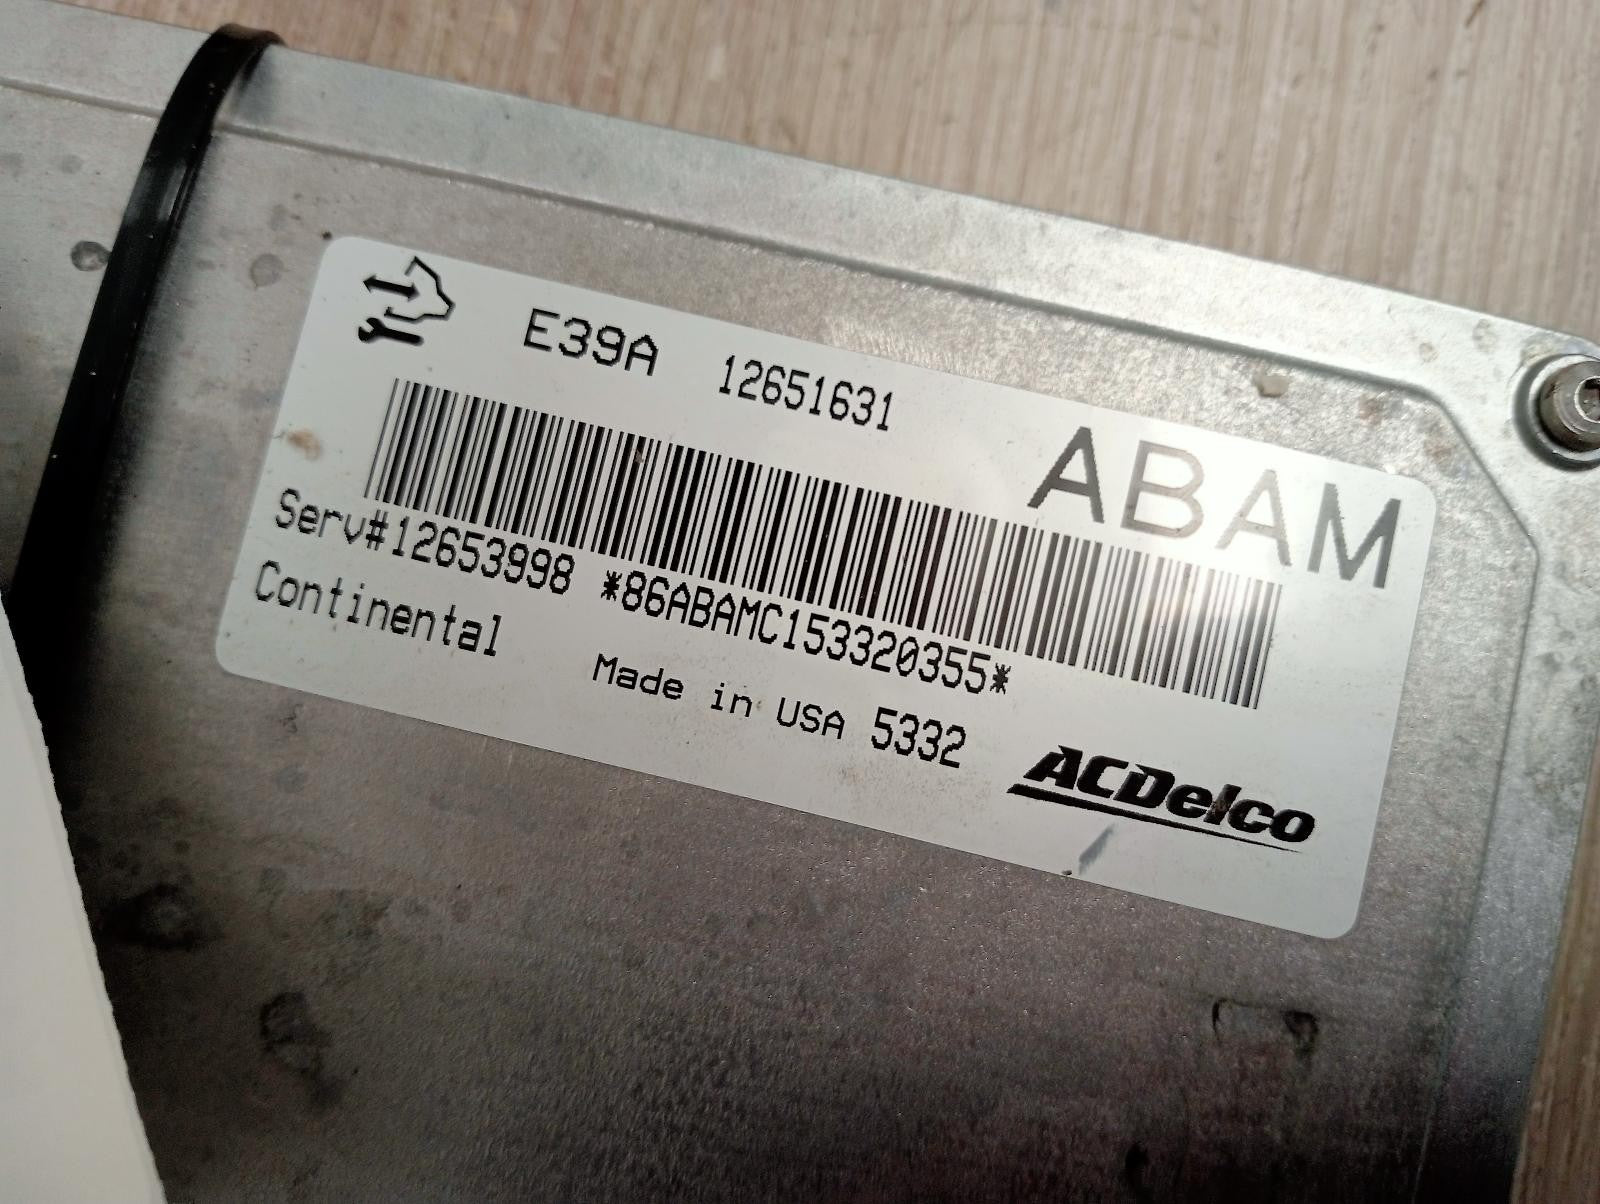 E39A 12651631
ABAM
Serv#12653998 *86ABAMC153320355*
Continental
Made in USA 5332
ACDelco